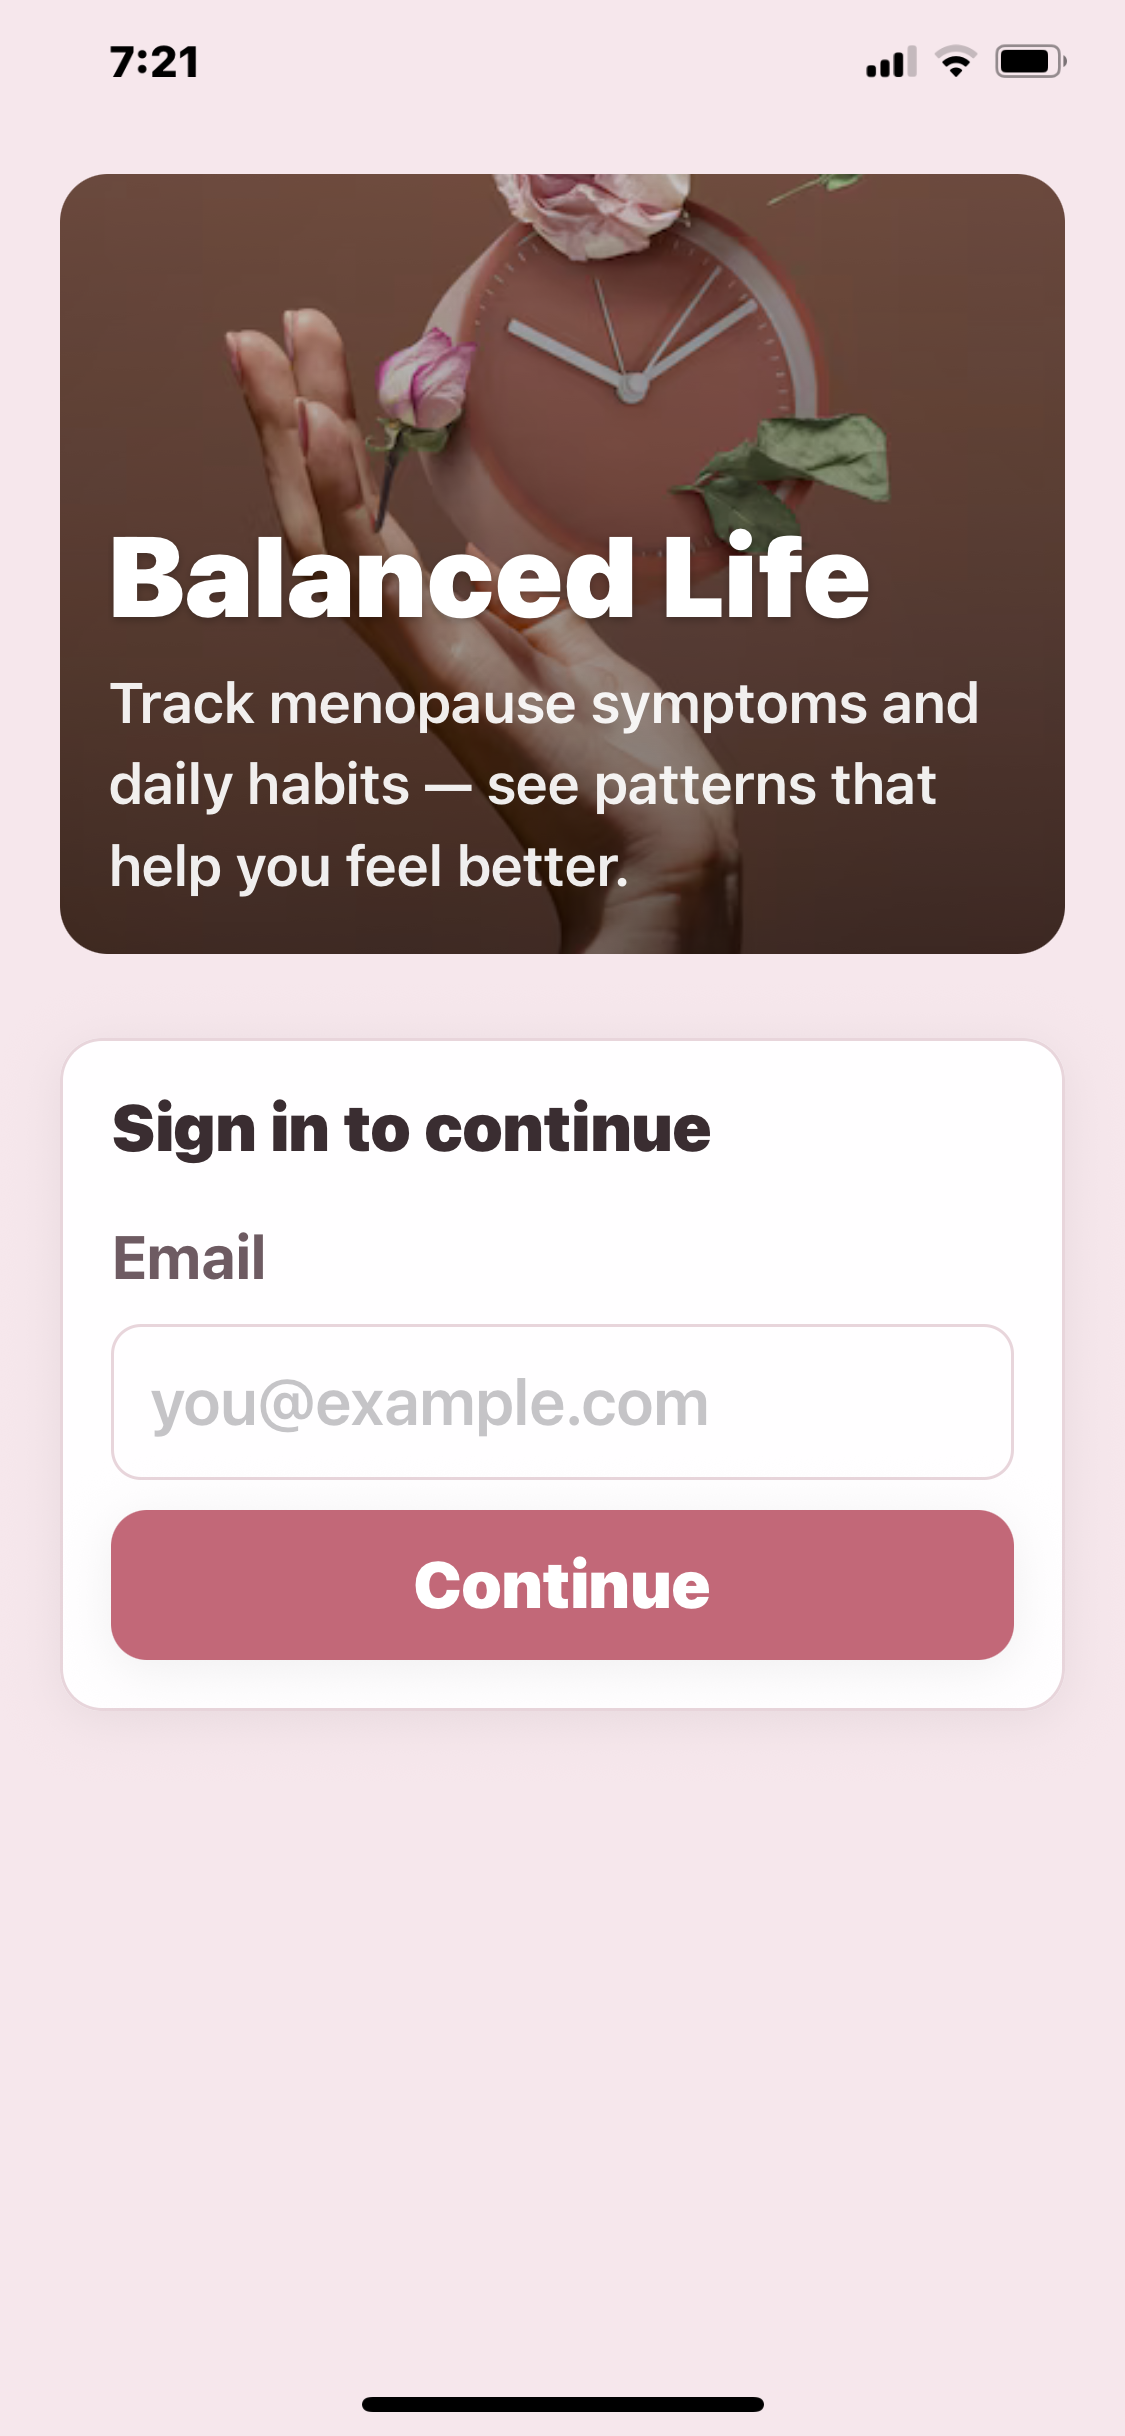 7:21
Balanced Life
Track menopause symptoms and
daily habits — see patterns that
help you feel better.
Sign in to continue
Email
you@example.com
Continue